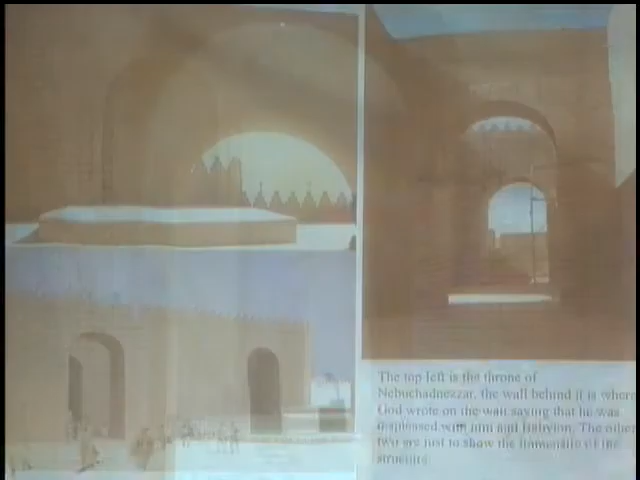 The top left is the throne of
Nebuchadnezzar, the wall behind it is where
God wrote on the wall saying that he was
displeased with him and Babylon. The other
two are just to show the immensity of the
structure